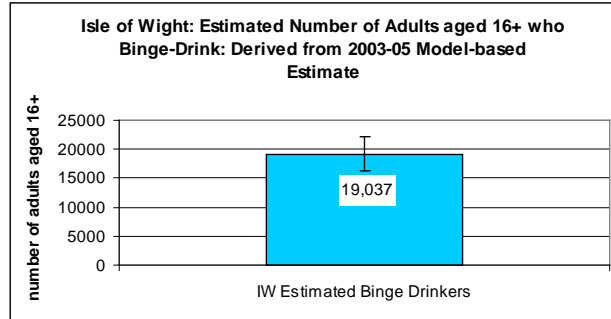 Isle of Wight: Estimated Number of Adults aged 16+ who
Binge-Drink: Derived from 2003-05 Model-based
Estimate
number of adults aged 16+
25000
20000
15000
10000
5000
0
19,037
IW Estimated Binge Drinkers